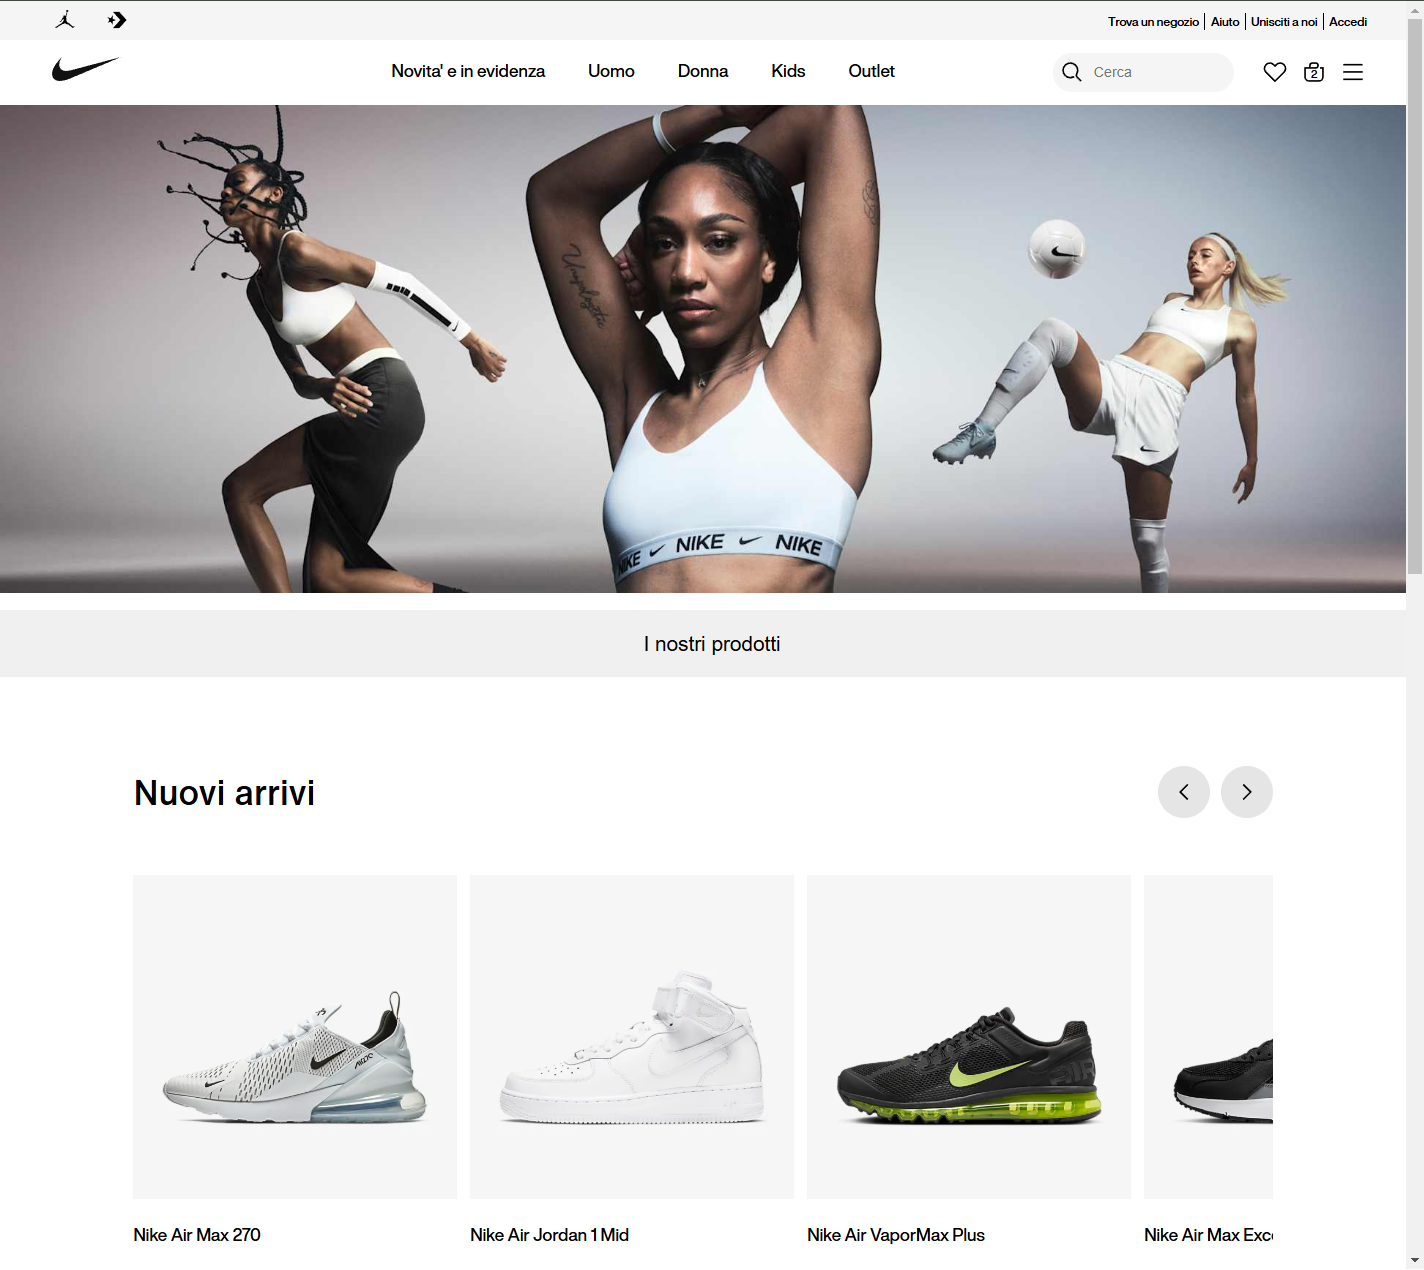 Trova un negozio Aiuto Unisciti a noi Accedi
Novita' e in evidenza Uomo Donna Kids Outlet Cerca 2
Unapologetic
NIKE NIKE NIKE
I nostri prodotti
Nuovi arrivi
AIR
Nike Air Max 270 Nike Air Jordan 1 Mid Nike Air VaporMax Plus Nike Air Max Exc